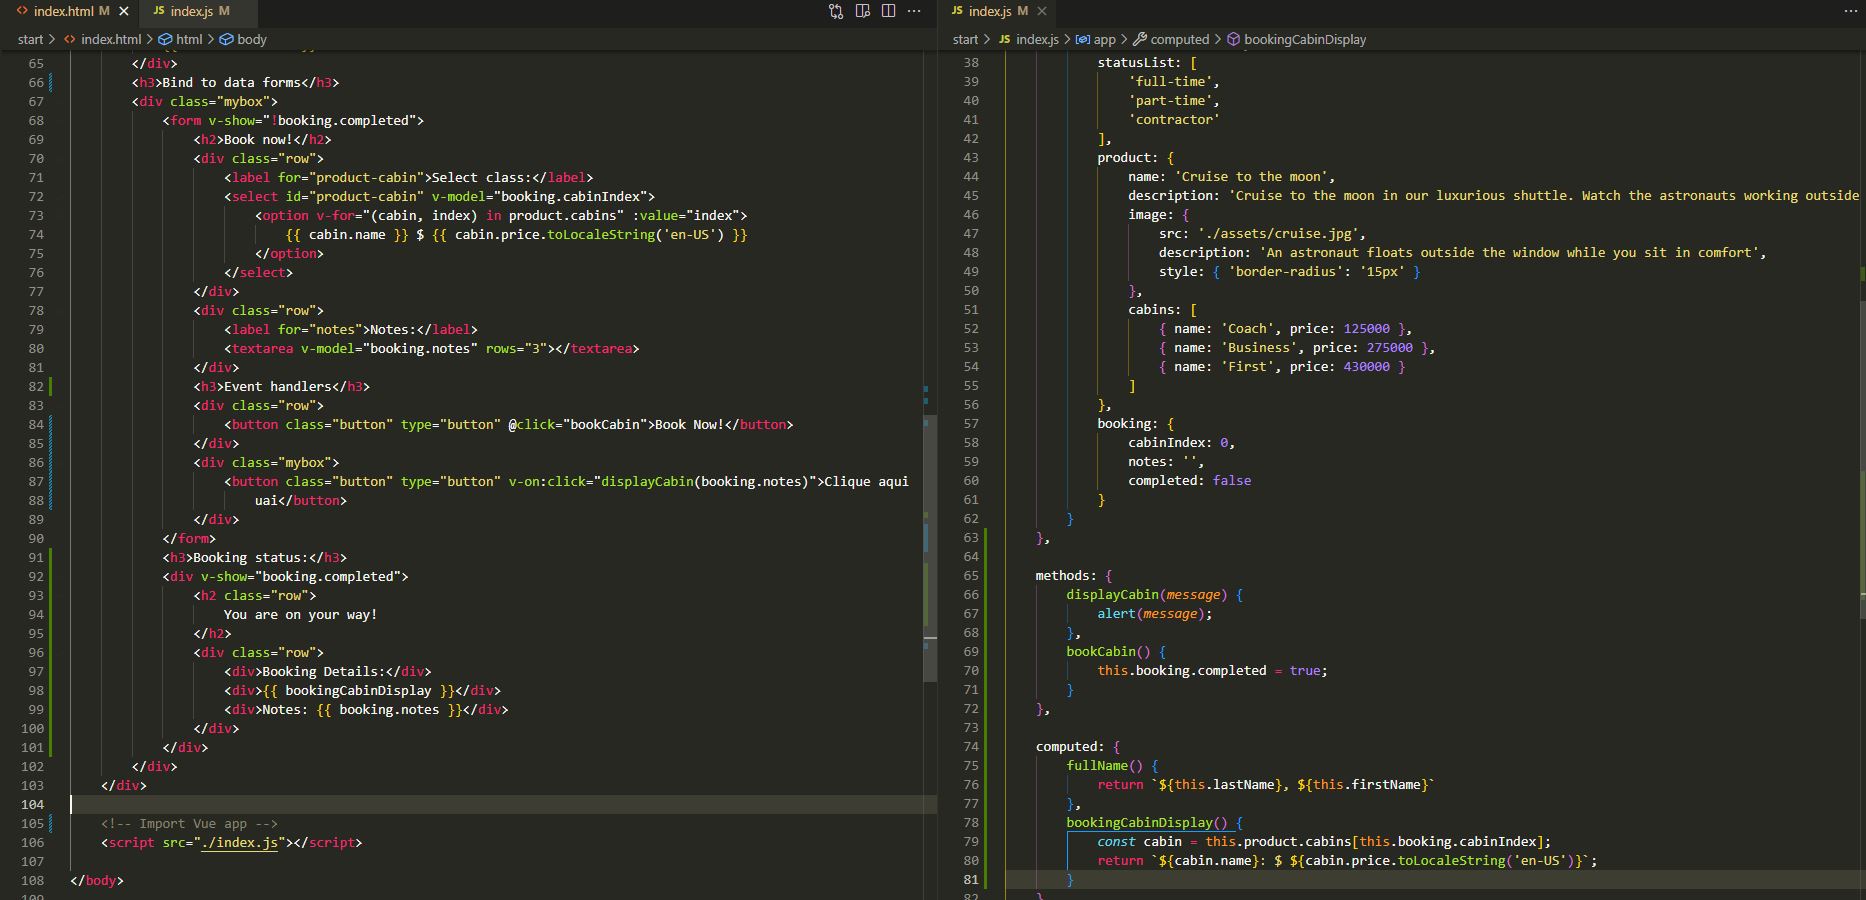 index.html M
JS index.js M
start > index.html > html > body
65 </div>
66 <h3>Bind to data forms</h3>
67 <div class="mybox">
68 <form v-show="!booking.completed">
69 <h2>Book now!</h2>
70 <div class="row">
71 <label for="product-cabin">Select class:</label>
72 <select id="product-cabin" v-model="booking.cabinIndex">
73 <option v-for="(cabin, index) in product.cabins" :value="index">
74 {{ cabin.name }} $ {{ cabin.price.toLocaleString('en-US') }}
75 </option>
76 </select>
77 </div>
78 <div class="row">
79 <label for="notes">Notes:</label>
80 <textarea v-model="booking.notes" rows="3"></textarea>
81 </div>
82 <h3>Event handlers</h3>
83 <div class="row">
84 <button class="button" type="button" @click="bookCabin">Book Now!</button>
85 </div>
86 <div class="mybox">
87 <button class="button" type="button" v-on:click="displayCabin(booking.notes)">Clique aqui
88 uai</button>
89 </div>
90 </form>
91 <h3>Booking status:</h3>
92 <div v-show="booking.completed">
93 <h2 class="row">
94 You are on your way!
95 </h2>
96 <div class="row">
97 <div>Booking Details:</div>
98 <div>{{ bookingCabinDisplay }}</div>
99 <div>Notes: {{ booking.notes }}</div>
100 </div>
101 </div>
102 </div>
103 </div>
104
105 <!-- Import Vue app -->
106 <script src="./index.js"></script>
107
108 </body>
109
JS index.js M
start > JS index.js > app > computed > bookingCabinDisplay
38 statusList: [
39 'full-time',
40 'part-time',
41 'contractor'
42 ],
43 product: {
44 name: 'Cruise to the moon',
45 description: 'Cruise to the moon in our luxurious shuttle. Watch the astronauts working outside
46 image: {
47 src: './assets/cruise.jpg',
48 description: 'An astronaut floats outside the window while you sit in comfort',
49 style: { 'border-radius': '15px' }
50 },
51 cabins: [
52 { name: 'Coach', price: 125000 },
53 { name: 'Business', price: 275000 },
54 { name: 'First', price: 430000 }
55 ]
56 },
57 booking: {
58 cabinIndex: 0,
59 notes: '',
60 completed: false
61 }
62 }
63 },
64
65 methods: {
66 displayCabin(message) {
67 alert(message);
68 },
69 bookCabin() {
70 this.booking.completed = true;
71 }
72 },
73
74 computed: {
75 fullName() {
76 return `${this.lastName}, ${this.firstName}`
77 },
78 bookingCabinDisplay() {
79 const cabin = this.product.cabins[this.booking.cabinIndex];
80 return `${cabin.name}: $ ${cabin.price.toLocaleString('en-US')}`;
81 }
82 }